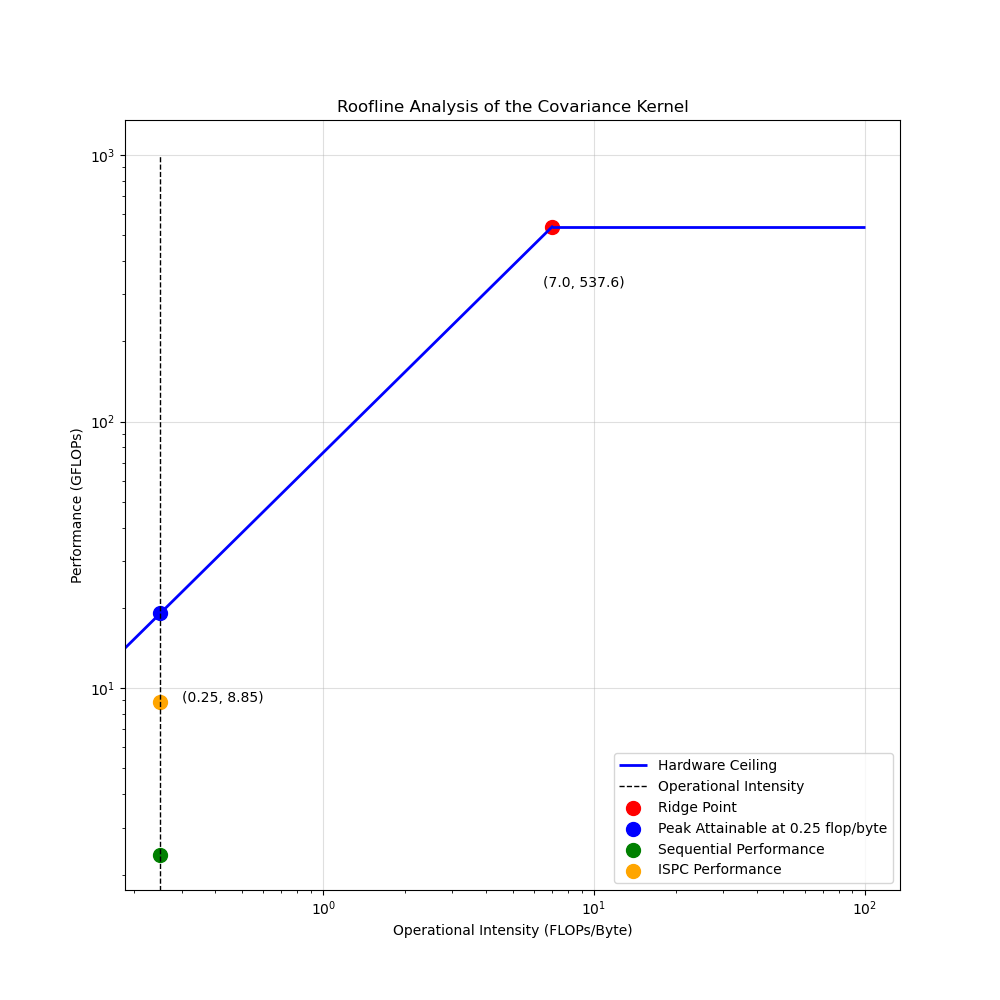 Roofline Analysis of the Covariance Kernel
10³
(7.0, 537.6)
10²
Performance (GFLOPs)
(0.25, 8.85)
10¹
Hardware Ceiling
Operational Intensity
Ridge Point
Peak Attainable at 0.25 flop/byte
Sequential Performance
ISPC Performance
10⁰
10¹
10²
Operational Intensity (FLOPs/Byte)